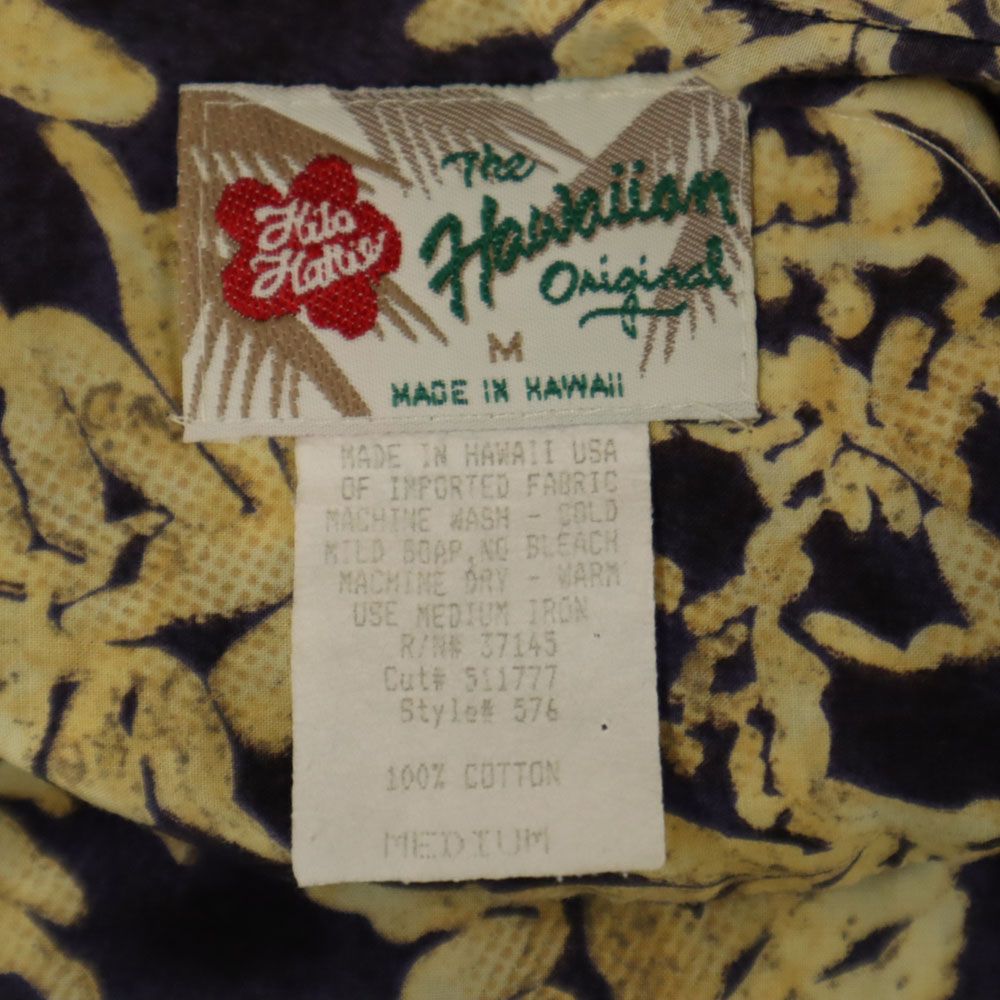 Hilo
Hattie
The
Hawaiian
Original
M
MADE IN HAWAII
MADE IN HAWAII USA
OF IMPORTED FABRIC
MACHINE WASH - COLD
MILD SOAP, NO BLEACH
MACHINE DRY - WARM
USE MEDIUM IRON
R/N# 37145
Cut# 511777
Style# 576
100% COTTON
MEDIUM